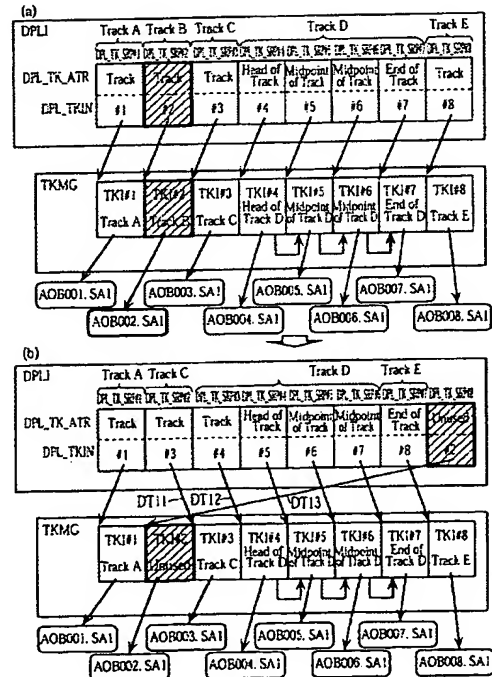 (a)
Track A Track B Track C Track D Track E
DPLI
DPL_TK_ATR
Track Track Track Head of Track Midpoint of Track Midpoint of Track End of Track Track
DPL_TKIN
#1 #2 #3 #4 #5 #6 #7 #8
TKMG
TKI#1 TKI#2 TKI#3 TKI#4 TKI#5 TKI#6 TKI#7 TKI#8
Track A Track B Track C Head of Track D Midpoint of Track D Midpoint of Track D End of Track D Track E
AOB001.SA1 AOB003.SA1 AOB005.SA1 AOB007.SA1
AOB002.SA1 AOB004.SA1 AOB006.SA1 AOB008.SA1
(b)
Track A Track C Track D Track E
DPLI
DPL_TK_ATR
Track Track Track Head of Track Midpoint of Track Midpoint of Track End of Track Unused
DPL_TKIN
#1 #3 #4 #5 #6 #7 #8 #2
DT11 DT12 DT13
TKMG
TKI#1 TKI#2 TKI#3 TKI#4 TKI#5 TKI#6 TKI#7 TKI#8
Track A Unused Track C Head of Track D Midpoint of Track D Midpoint of Track D End of Track D Track E
AOB001.SA1 AOB003.SA1 AOB005.SA1 AOB007.SA1
AOB002.SA1 AOB004.SA1 AOB006.SA1 AOB008.SA1